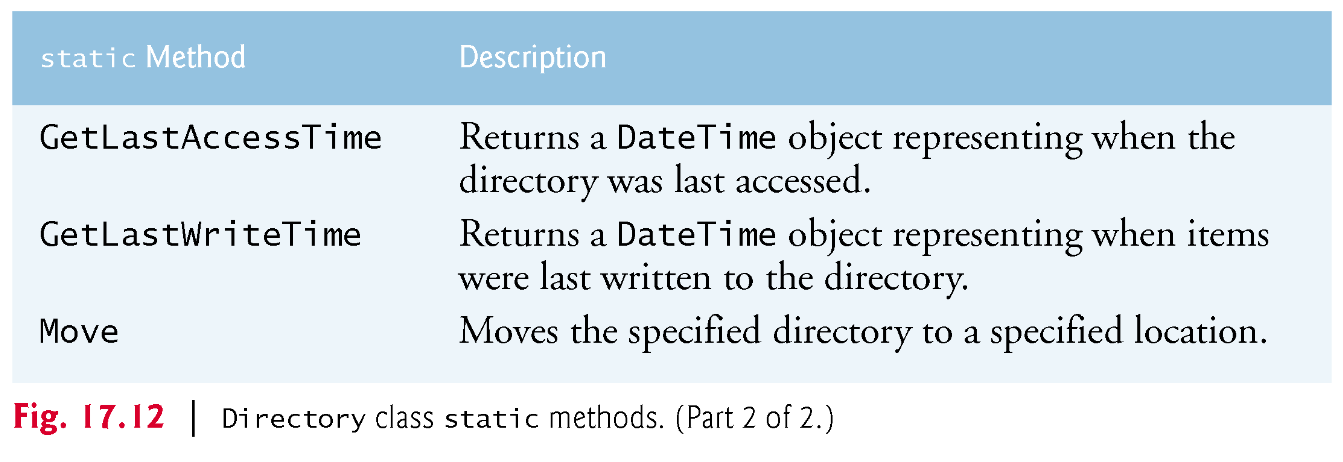 static Method Description
GetLastAccessTime Returns a DateTime object representing when the
directory was last accessed.
GetLastWriteTime Returns a DateTime object representing when items
were last written to the directory.
Move Moves the specified directory to a specified location.
Fig. 17.12 | Directory class static methods. (Part 2 of 2.)